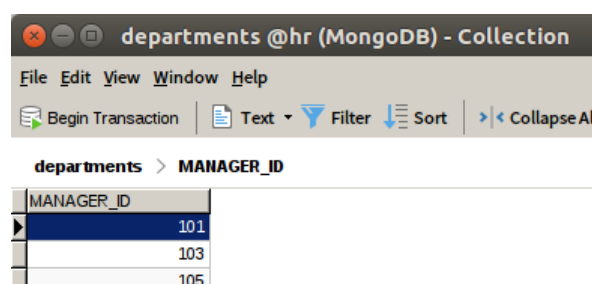 departments @hr (MongoDB) - Collection
File Edit View Window Help
Begin Transaction Text Filter Sort Collapse Al
departments > MANAGER_ID
MANAGER_ID
101
103
105